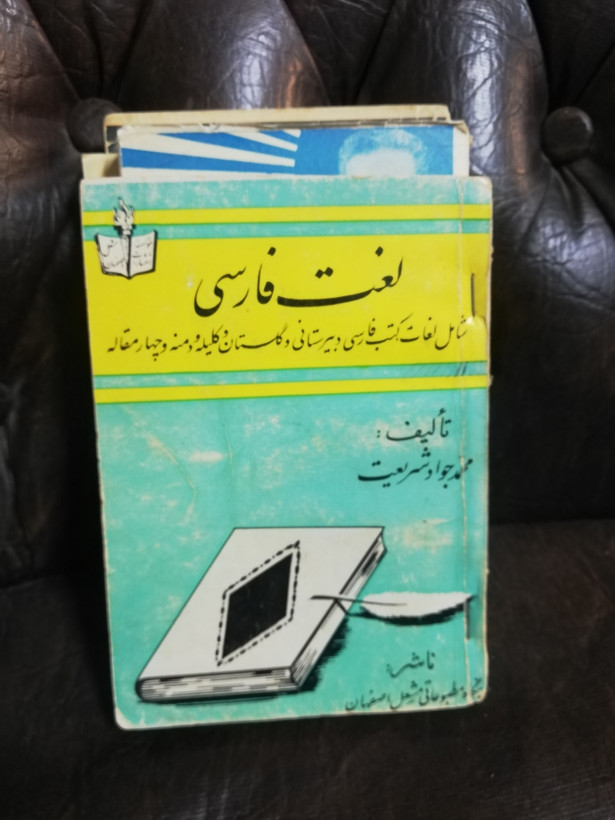 لغت فارسی
شامل لغات کتب فارسی دبیرستانی و گلستان و کلیله و دمنه و چهار مقاله
تألیف:
محمد جواد شریعت
ناشر:
مطبوعاتی مشعل اصفهان